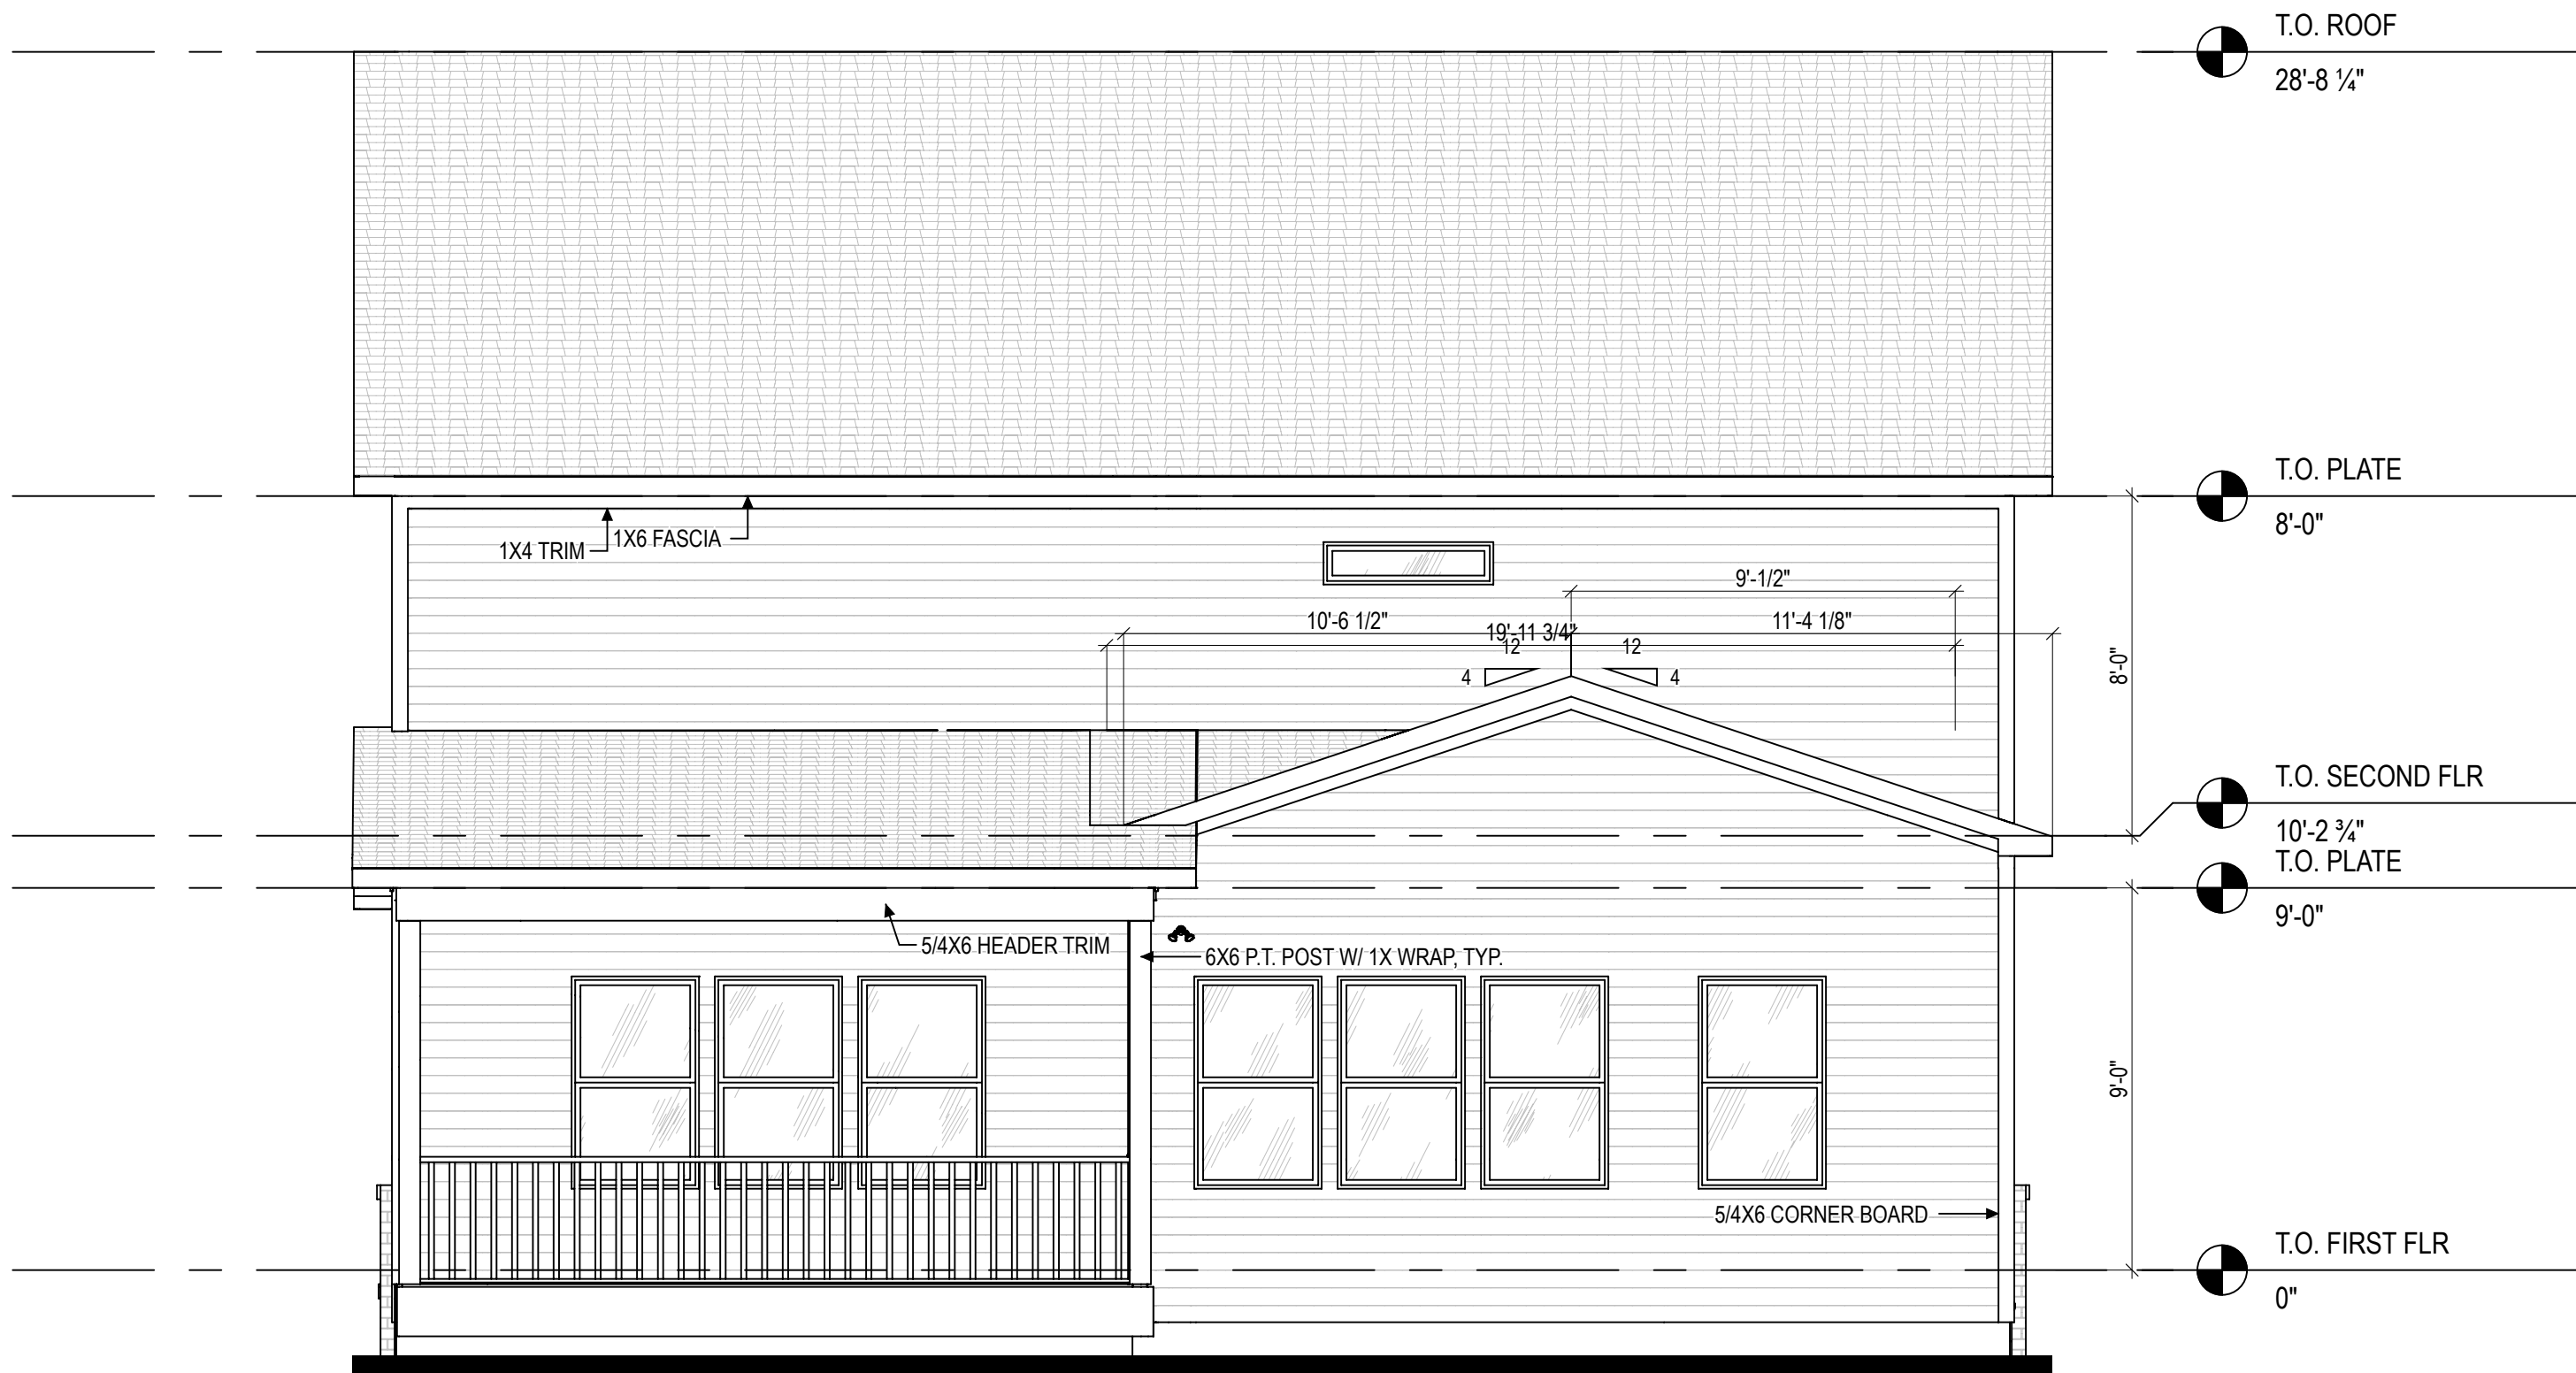 T.O. ROOF
28'-8 ¼"
T.O. PLATE
8'-0"
1X4 TRIM
1X6 FASCIA
9'-1/2"
10'-6 1/2"
19'-11 3/4"
11'-4 1/8"
12
12
4
4
8'-0"
T.O. SECOND FLR
10'-2 ¾"
T.O. PLATE
9'-0"
5/4X6 HEADER TRIM
6X6 P.T. POST W/ 1X WRAP, TYP.
9'-0"
5/4X6 CORNER BOARD
T.O. FIRST FLR
0"